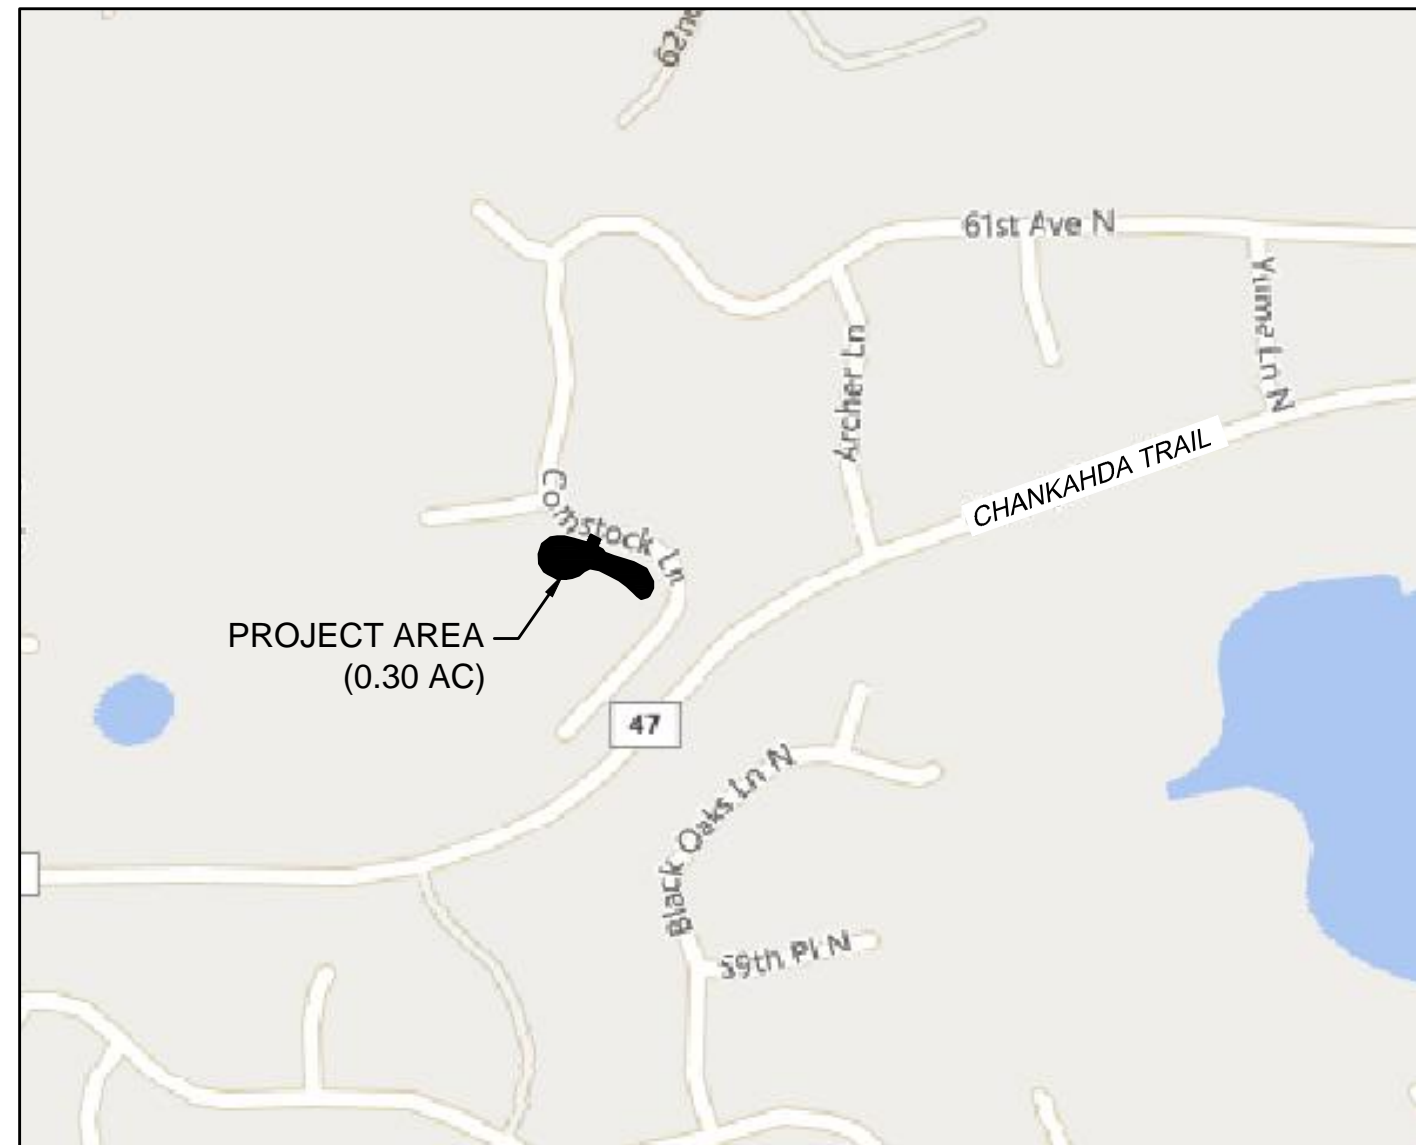 62nd
61st Ave N
Yuma Ln N
Archer Ln
CHANKAHDA TRAIL
Comstock Ln
PROJECT AREA
(0.30 AC)
47
Black Oaks Ln N
59th Pl N